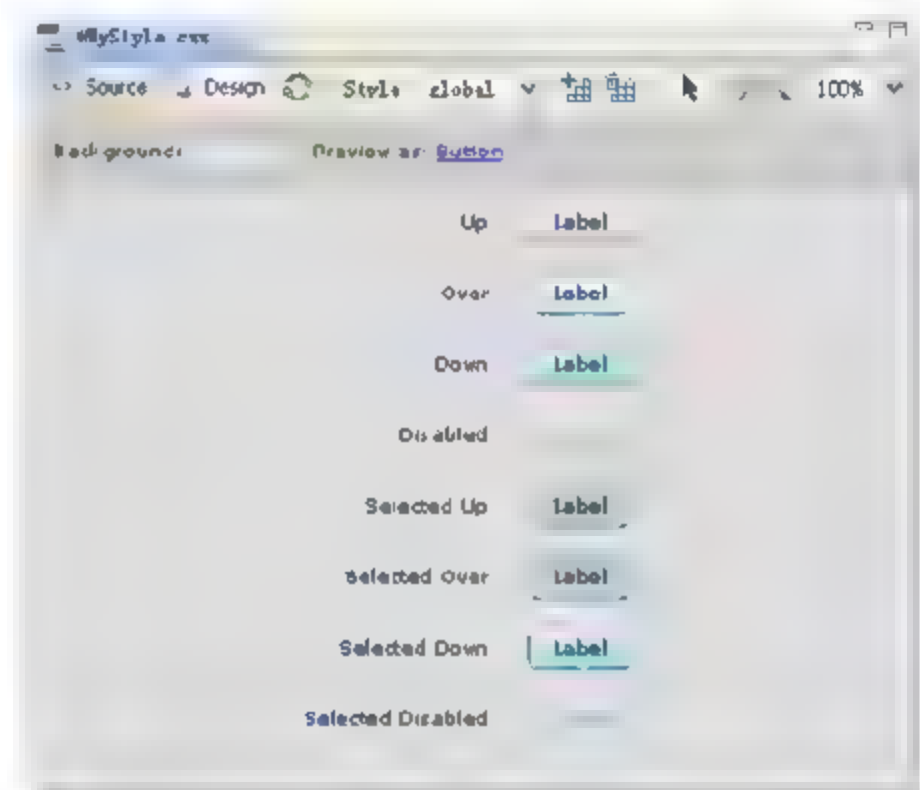 MyStyle.css
Source Design Style: global 100%
Background: Preview as: Button
Up Label
Over Label
Down Label
Disabled
Selected Up Label
Selected Over Label
Selected Down Label
Selected Disabled